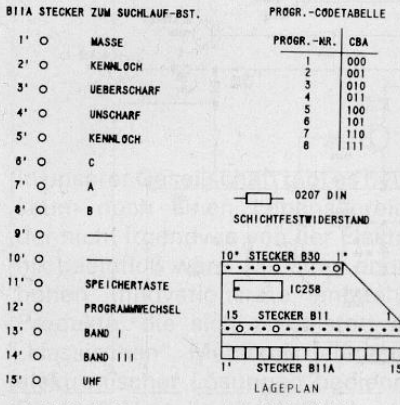 B11A STECKER ZUM SUCHLAUF-BST.
1' O MASSE
2' O KENNLOCH
3' O UEBERSCHARF
4' O UNSCHARF
5' O KENNLOCH
6' O C
7' O A
8' O B
9' O
10' O
11' O SPEICHERTASTE
12' O PROGRAMMWECHSEL
13' O BAND I
14' O BAND III
15' O UHF
PROGR.-CODETABELLE
PROGR.-NR. CBA
1 000
2 001
3 010
4 011
5 100
6 101
7 110
8 111
0207 DIN
SCHICHTFESTWIDERSTAND
10* STECKER B30 1*
IC258
15 STECKER B11 1
1' STECKER B11A 15'
LAGEPLAN